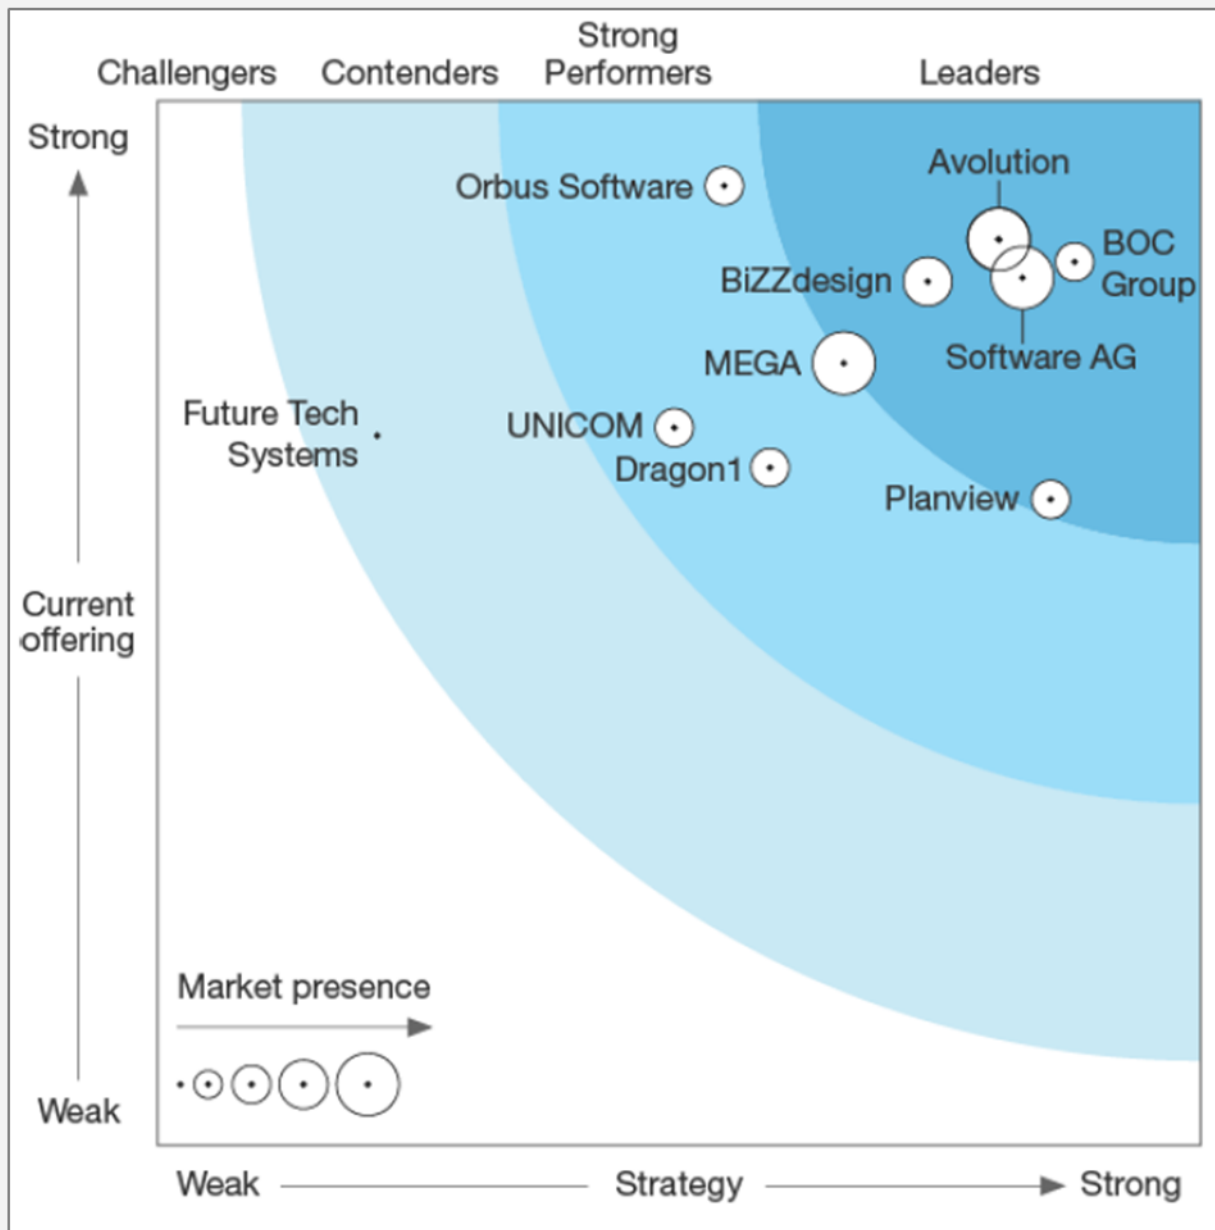 Strong
Challengers Contenders Performers Leaders
Strong
Avolution
Orbus Software
BOC
Group
BiZZdesign
Software AG
MEGA
Future Tech
Systems
UNICOM
Dragon1
Planview
Current
offering
Market presence
Weak
Weak Strategy Strong